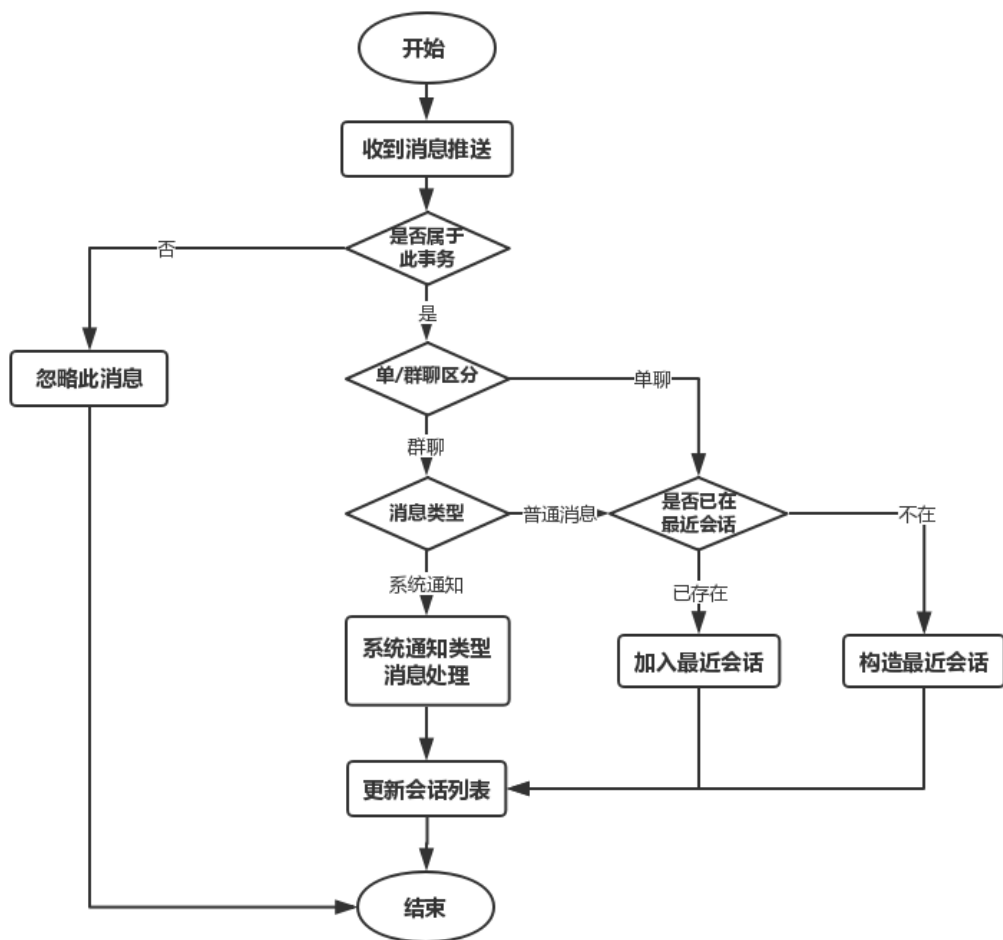 开始
收到消息推送
是否属于
此事务
否
是
忽略此消息
单/群聊区分
单聊
群聊
消息类型
普通消息
是否已在
最近会话
不在
系统通知
已存在
系统通知类型
消息处理
加入最近会话
构造最近会话
更新会话列表
结束